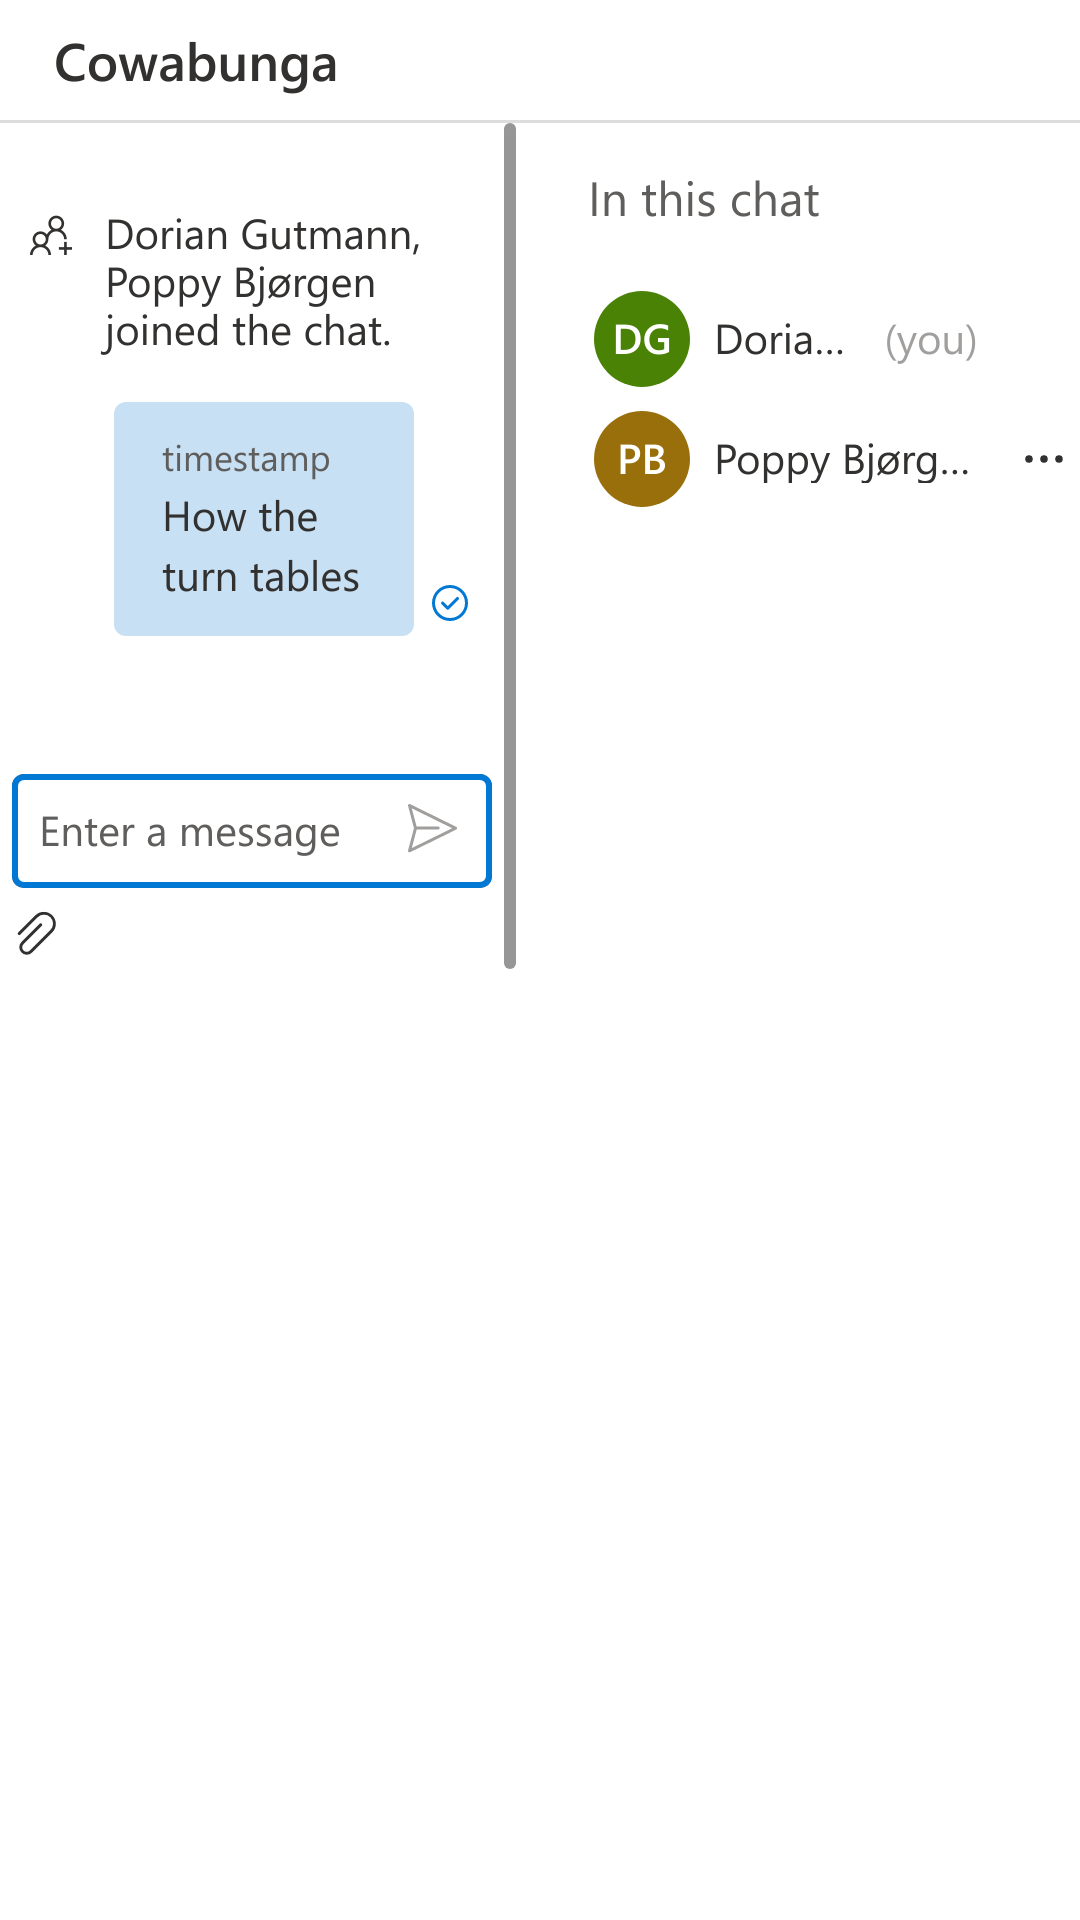 Cowabunga
Dorian Gutmann,
Poppy Bjørgen
joined the chat.
timestamp
How the
turn tables
Enter a message
In this chat
DG Doria... (you)
PB Poppy Bjørg...